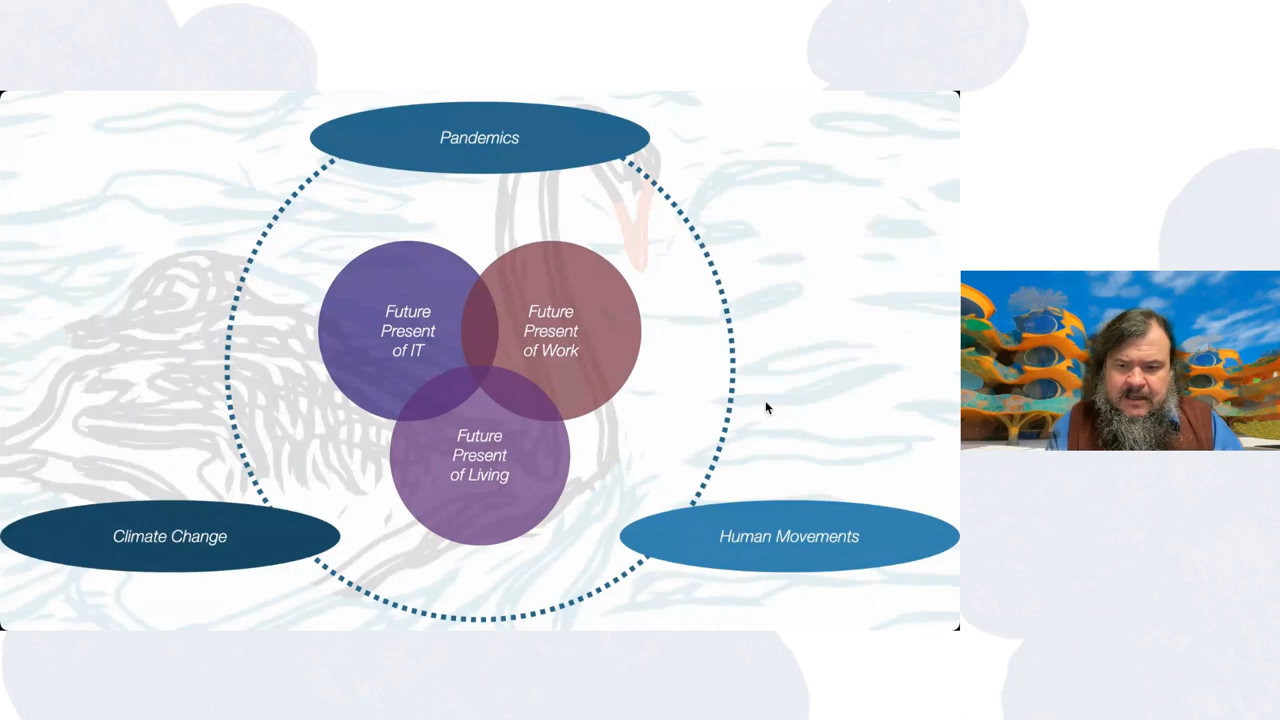 Pandemics
Future
Present
of IT
Future
Present
of Work
Future
Present
of Living
Climate Change
Human Movements